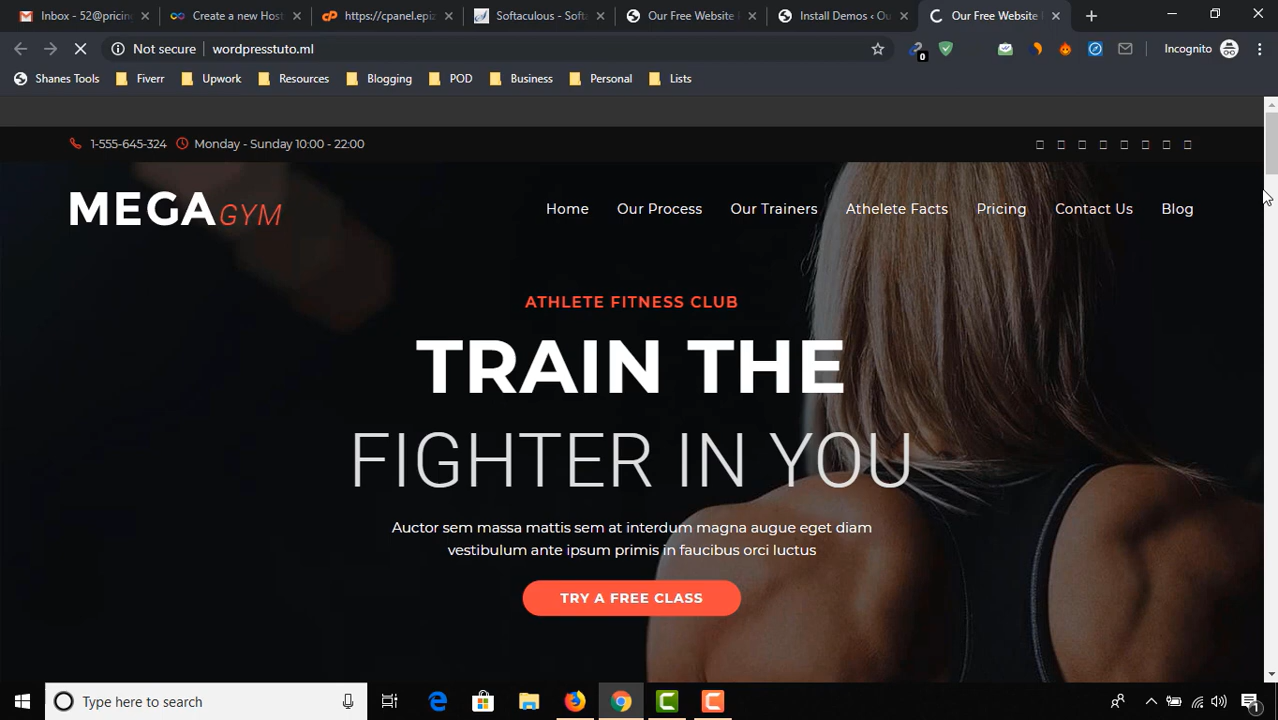 Inbox - 52@pricing
Create a new Host
https://cpanel.epiz
Softaculous - Soft
Our Free Website
Install Demos ‹ Ou
Our Free Website
Not secure
wordpresstuto.ml
0
Incognito
Shanes Tools
Fiverr
Upwork
Resources
Blogging
POD
Business
Personal
Lists
1-555-645-324
Monday - Sunday 10:00 - 22:00
MEGA GYM
Home
Our Process
Our Trainers
Athelete Facts
Pricing
Contact Us
Blog
ATHLETE FITNESS CLUB
TRAIN THE
FIGHTER IN YOU
Auctor sem massa mattis sem at interdum magna augue eget diam
vestibulum ante ipsum primis in faucibus orci luctus
TRY A FREE CLASS
Type here to search
1